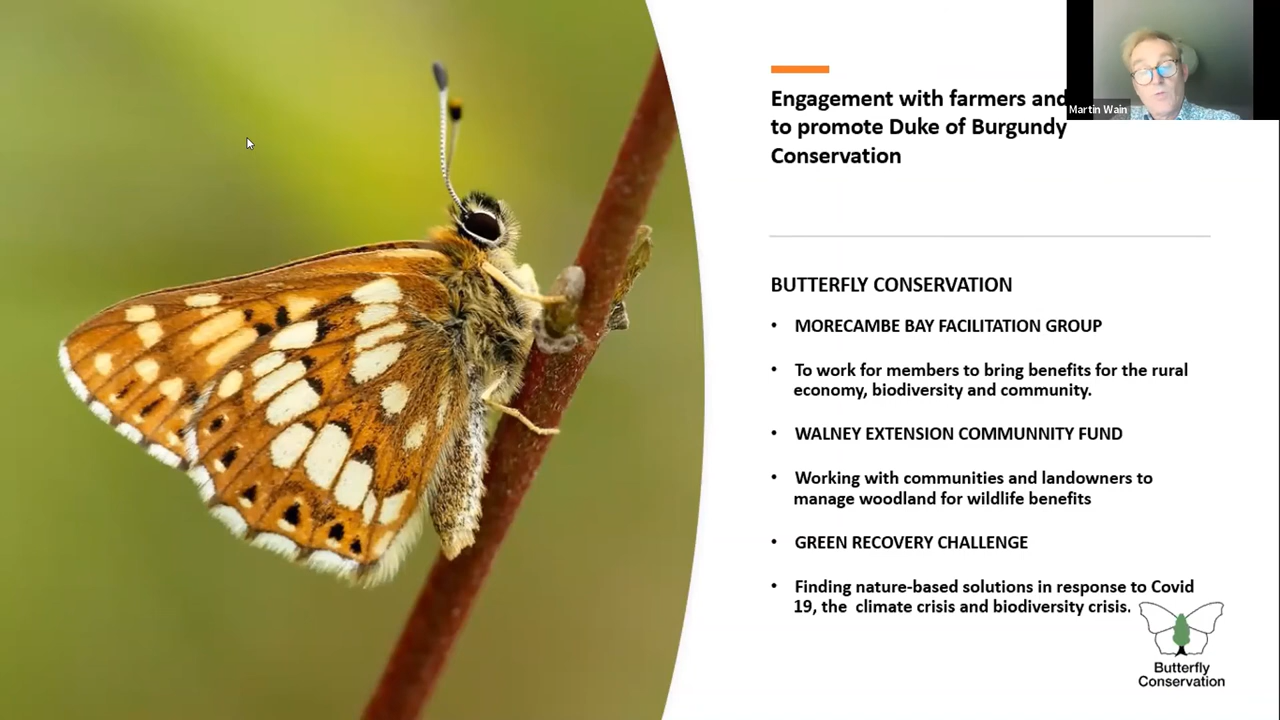 Engagement with farmers and
to promote Duke of Burgundy
Conservation
Martin Wain
BUTTERFLY CONSERVATION
• MORECAMBE BAY FACILITATION GROUP
• To work for members to bring benefits for the rural
economy, biodiversity and community.
• WALNEY EXTENSION COMMUNNITY FUND
• Working with communities and landowners to
manage woodland for wildlife benefits
• GREEN RECOVERY CHALLENGE
• Finding nature-based solutions in response to Covid
19, the climate crisis and biodiversity crisis.
Butterfly
Conservation